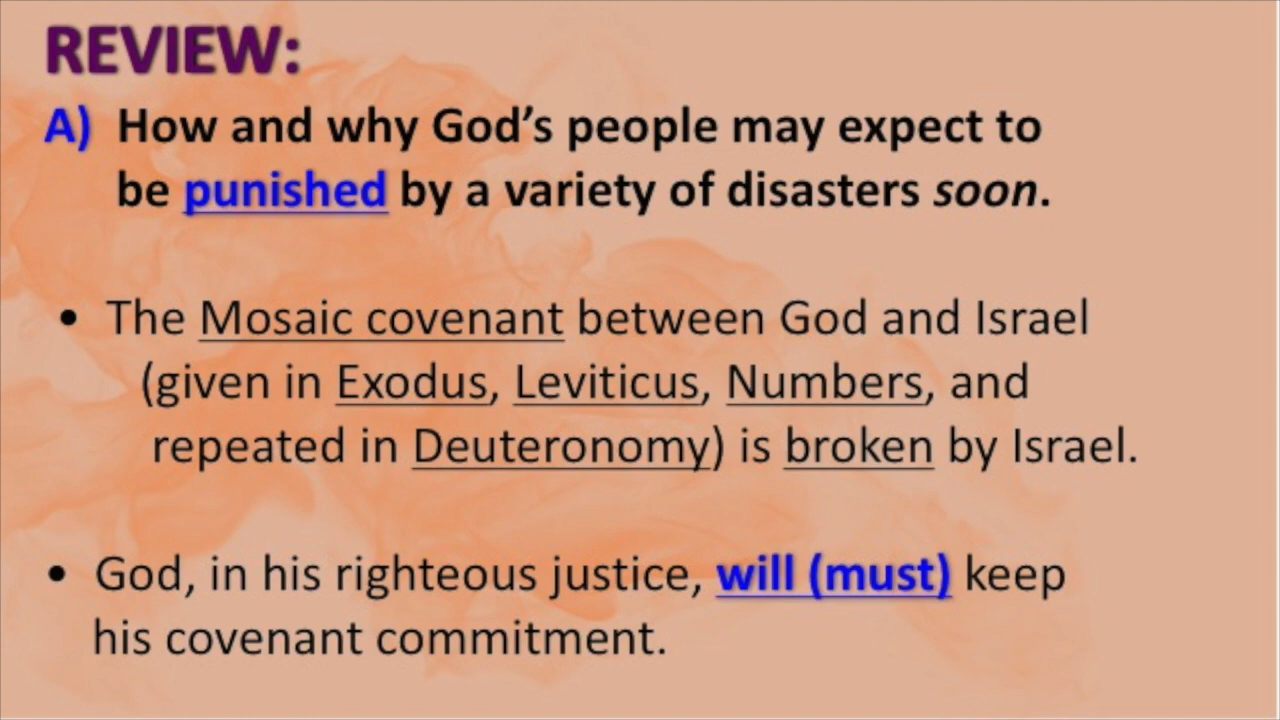 REVIEW:
A) How and why God’s people may expect to
be punished by a variety of disasters soon.
• The Mosaic covenant between God and Israel
(given in Exodus, Leviticus, Numbers, and
repeated in Deuteronomy) is broken by Israel.
• God, in his righteous justice, will (must) keep
his covenant commitment.